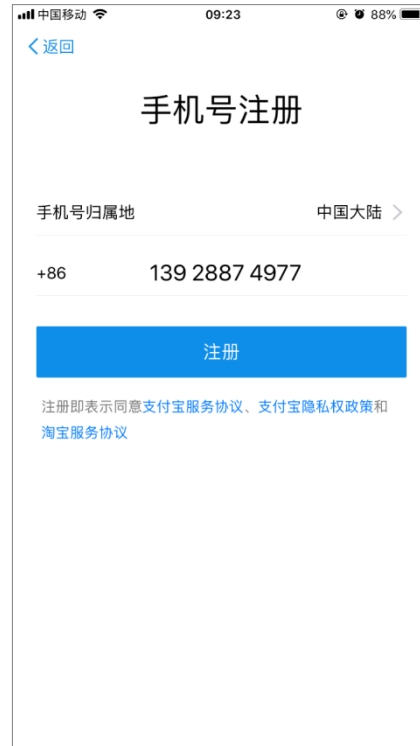 中国移动 09:23 88%
返回
手机号注册
手机号归属地 中国大陆
+86 139 2887 4977
注册
注册即表示同意支付宝服务协议、支付宝隐私权政策和
淘宝服务协议